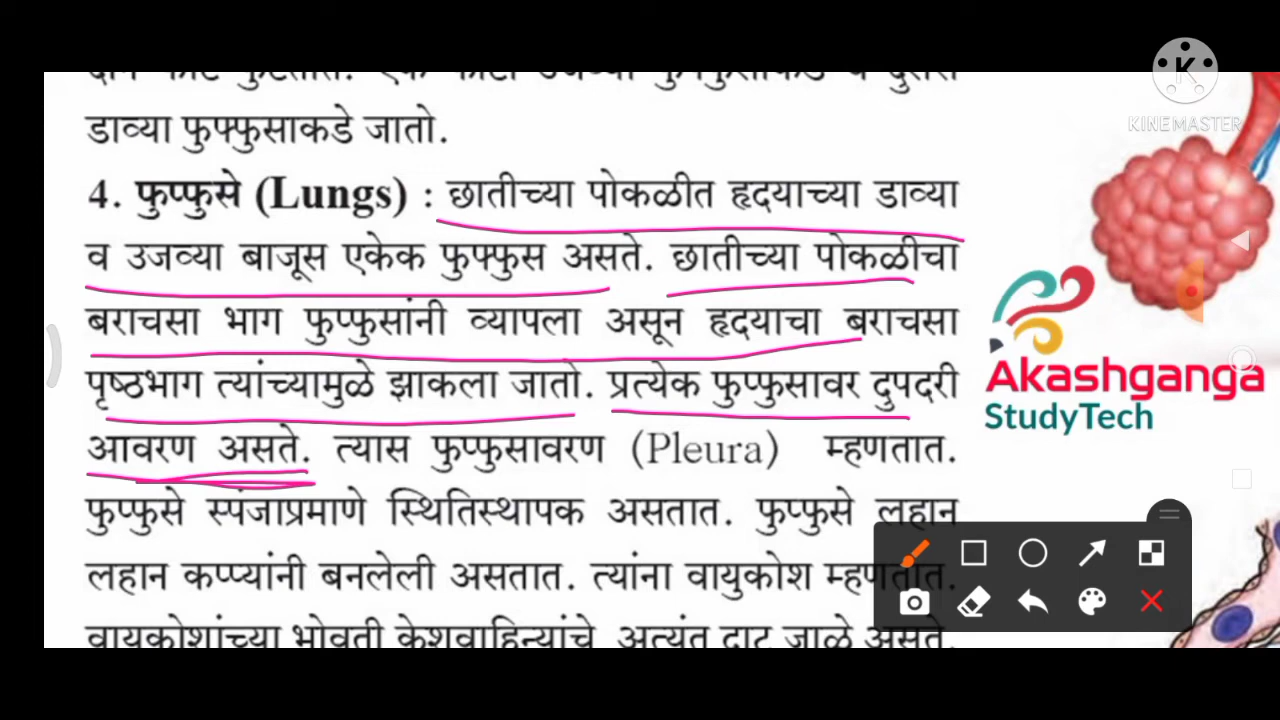 डाव्या फुफ्फुसाकडे जातो.
4. फुफ्फुसे (Lungs) : छातीच्या पोकळीत हृदयाच्या डाव्या
व उजव्या बाजूस एकेक फुफ्फुस असते. छातीच्या पोकळीचा
बराचसा भाग फुप्फुसांनी व्यापला असून हृदयाचा बराचसा
पृष्ठभाग त्यांच्यामुळे झाकला जातो. प्रत्येक फुप्फुसावर दुपदरी
आवरण असते. त्यास फुप्फुसावरण (Pleura) म्हणतात.
फुप्फुसे स्पंजाप्रमाणे स्थितिस्थापक असतात. फुप्फुसे लहान
लहान कप्प्यांनी बनलेली असतात. त्यांना वायुकोश म्हणतात.
वायुकोशांच्या भोवती केशवाहिन्यांचे अत्यंत दाट जाळे असते.
K
KINEMASTER
Akashganga
StudyTech